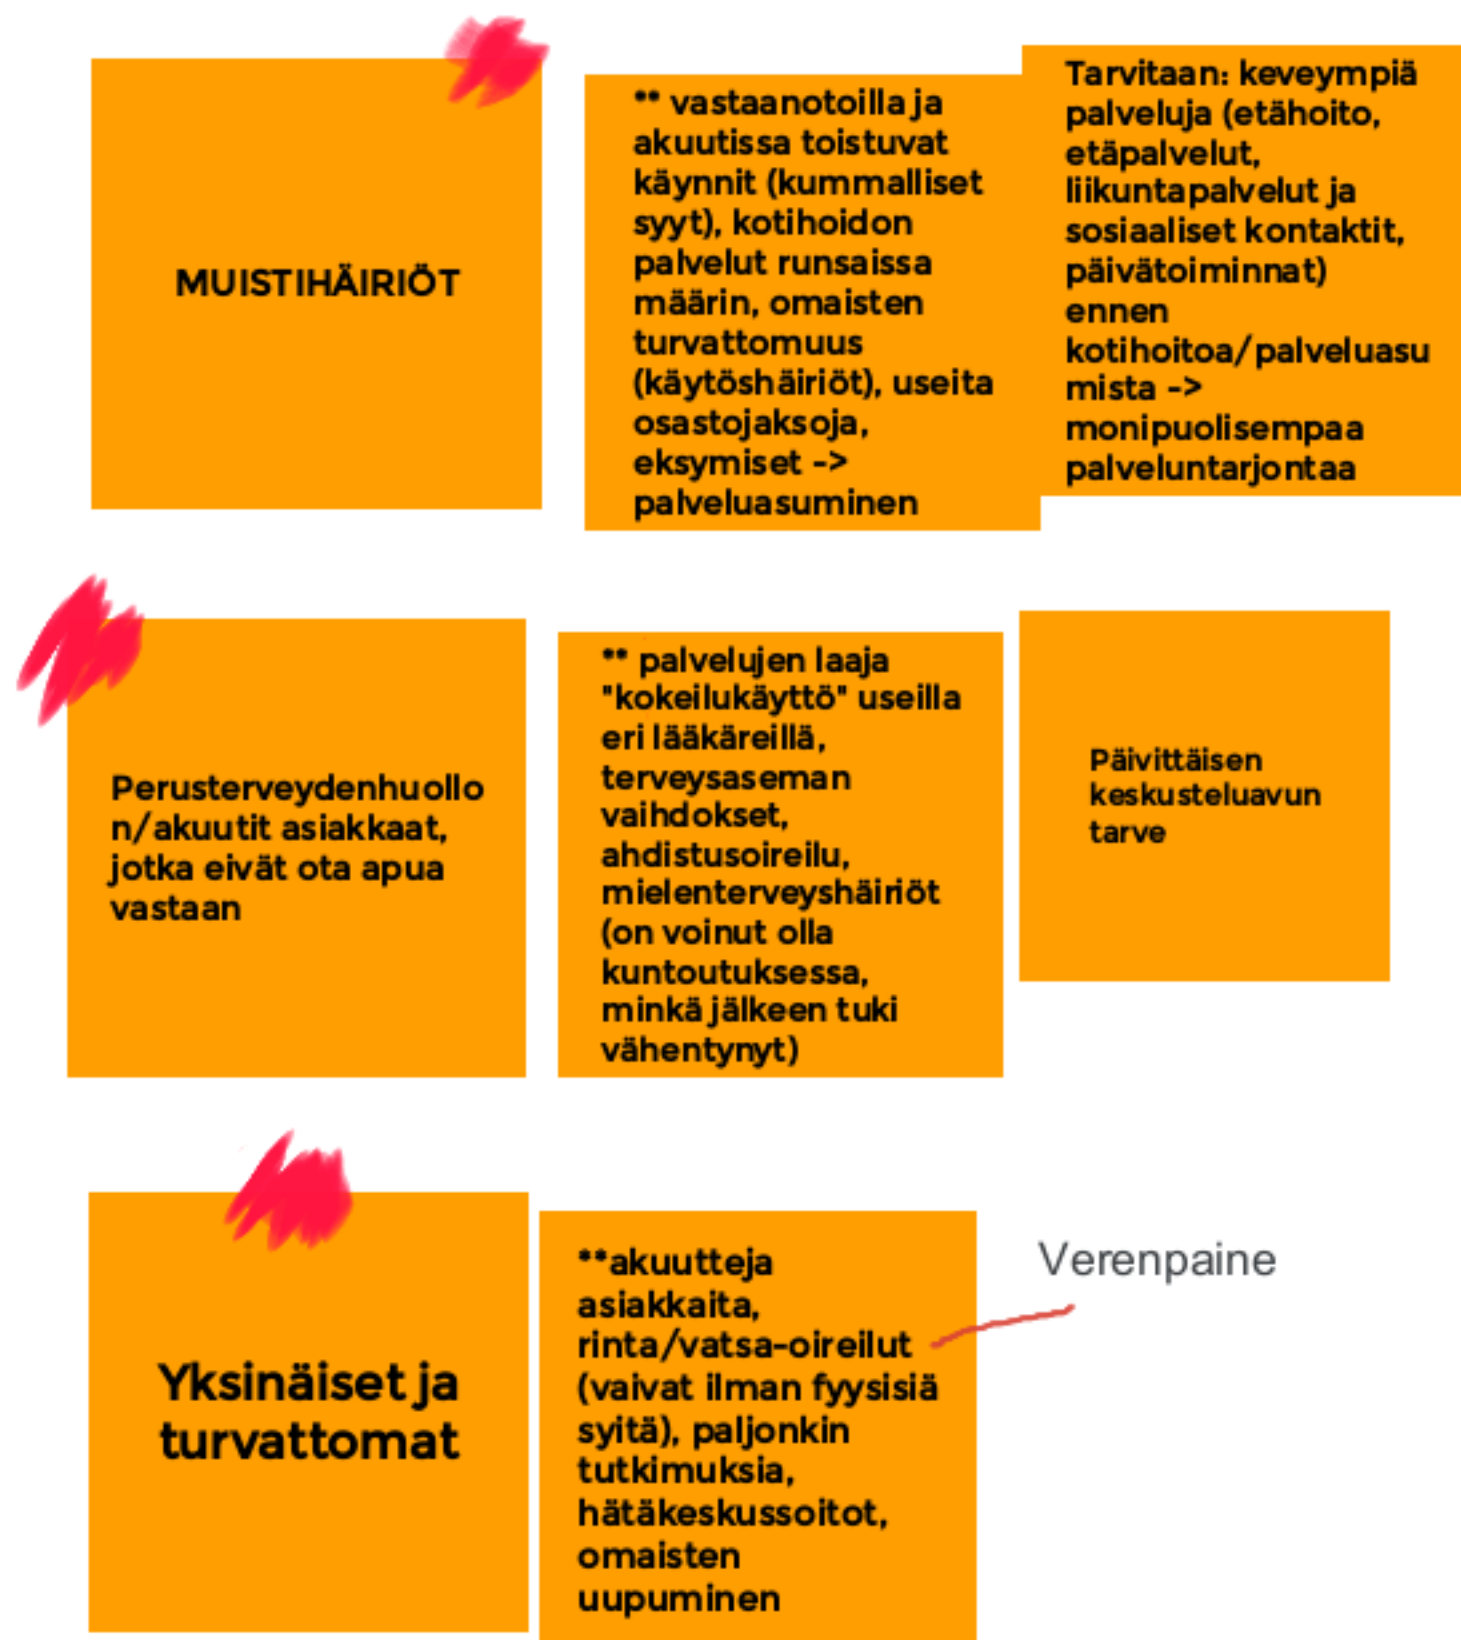 MUISTIHÄIRIÖT
** vastaanotoilla ja
akuutissa toistuvat
käynnit (kummalliset
syyt), kotihoidon
palvelut runsaissa
määrin, omaisten
turvattomuus
(käytöshäiriöt), useita
osastojaksoja,
eksymiset ->
palveluasuminen
Tarvitaan: keveympiä
palveluja (etähoito,
etäpalvelut,
liikuntapalvelut ja
sosiaaliset kontaktit,
päivätoiminnat)
ennen
kotihoitoa/palveluasu
mista ->
monipuolisempaa
palveluntarjontaa
Perusterveydenhuollo
n/akuutit asiakkaat,
jotka eivät ota apua
vastaan
** palvelujen laaja
"kokeilukäyttö" useilla
eri lääkäreillä,
terveysaseman
vaihdokset,
ahdistusoireilu,
mielenterveyshäiriöt
(on voinut olla
kuntoutuksessa,
minkä jälkeen tuki
vähentynyt)
Päivittäisen
keskusteluavun
tarve
Yksinäiset ja
turvattomat
**akuutteja
asiakkaita,
rinta/vatsa-oireilut
(vaivat ilman fyysisiä
syitä), paljonkin
tutkimuksia,
hätäkeskussoitot,
omaisten
uupuminen
Verenpaine